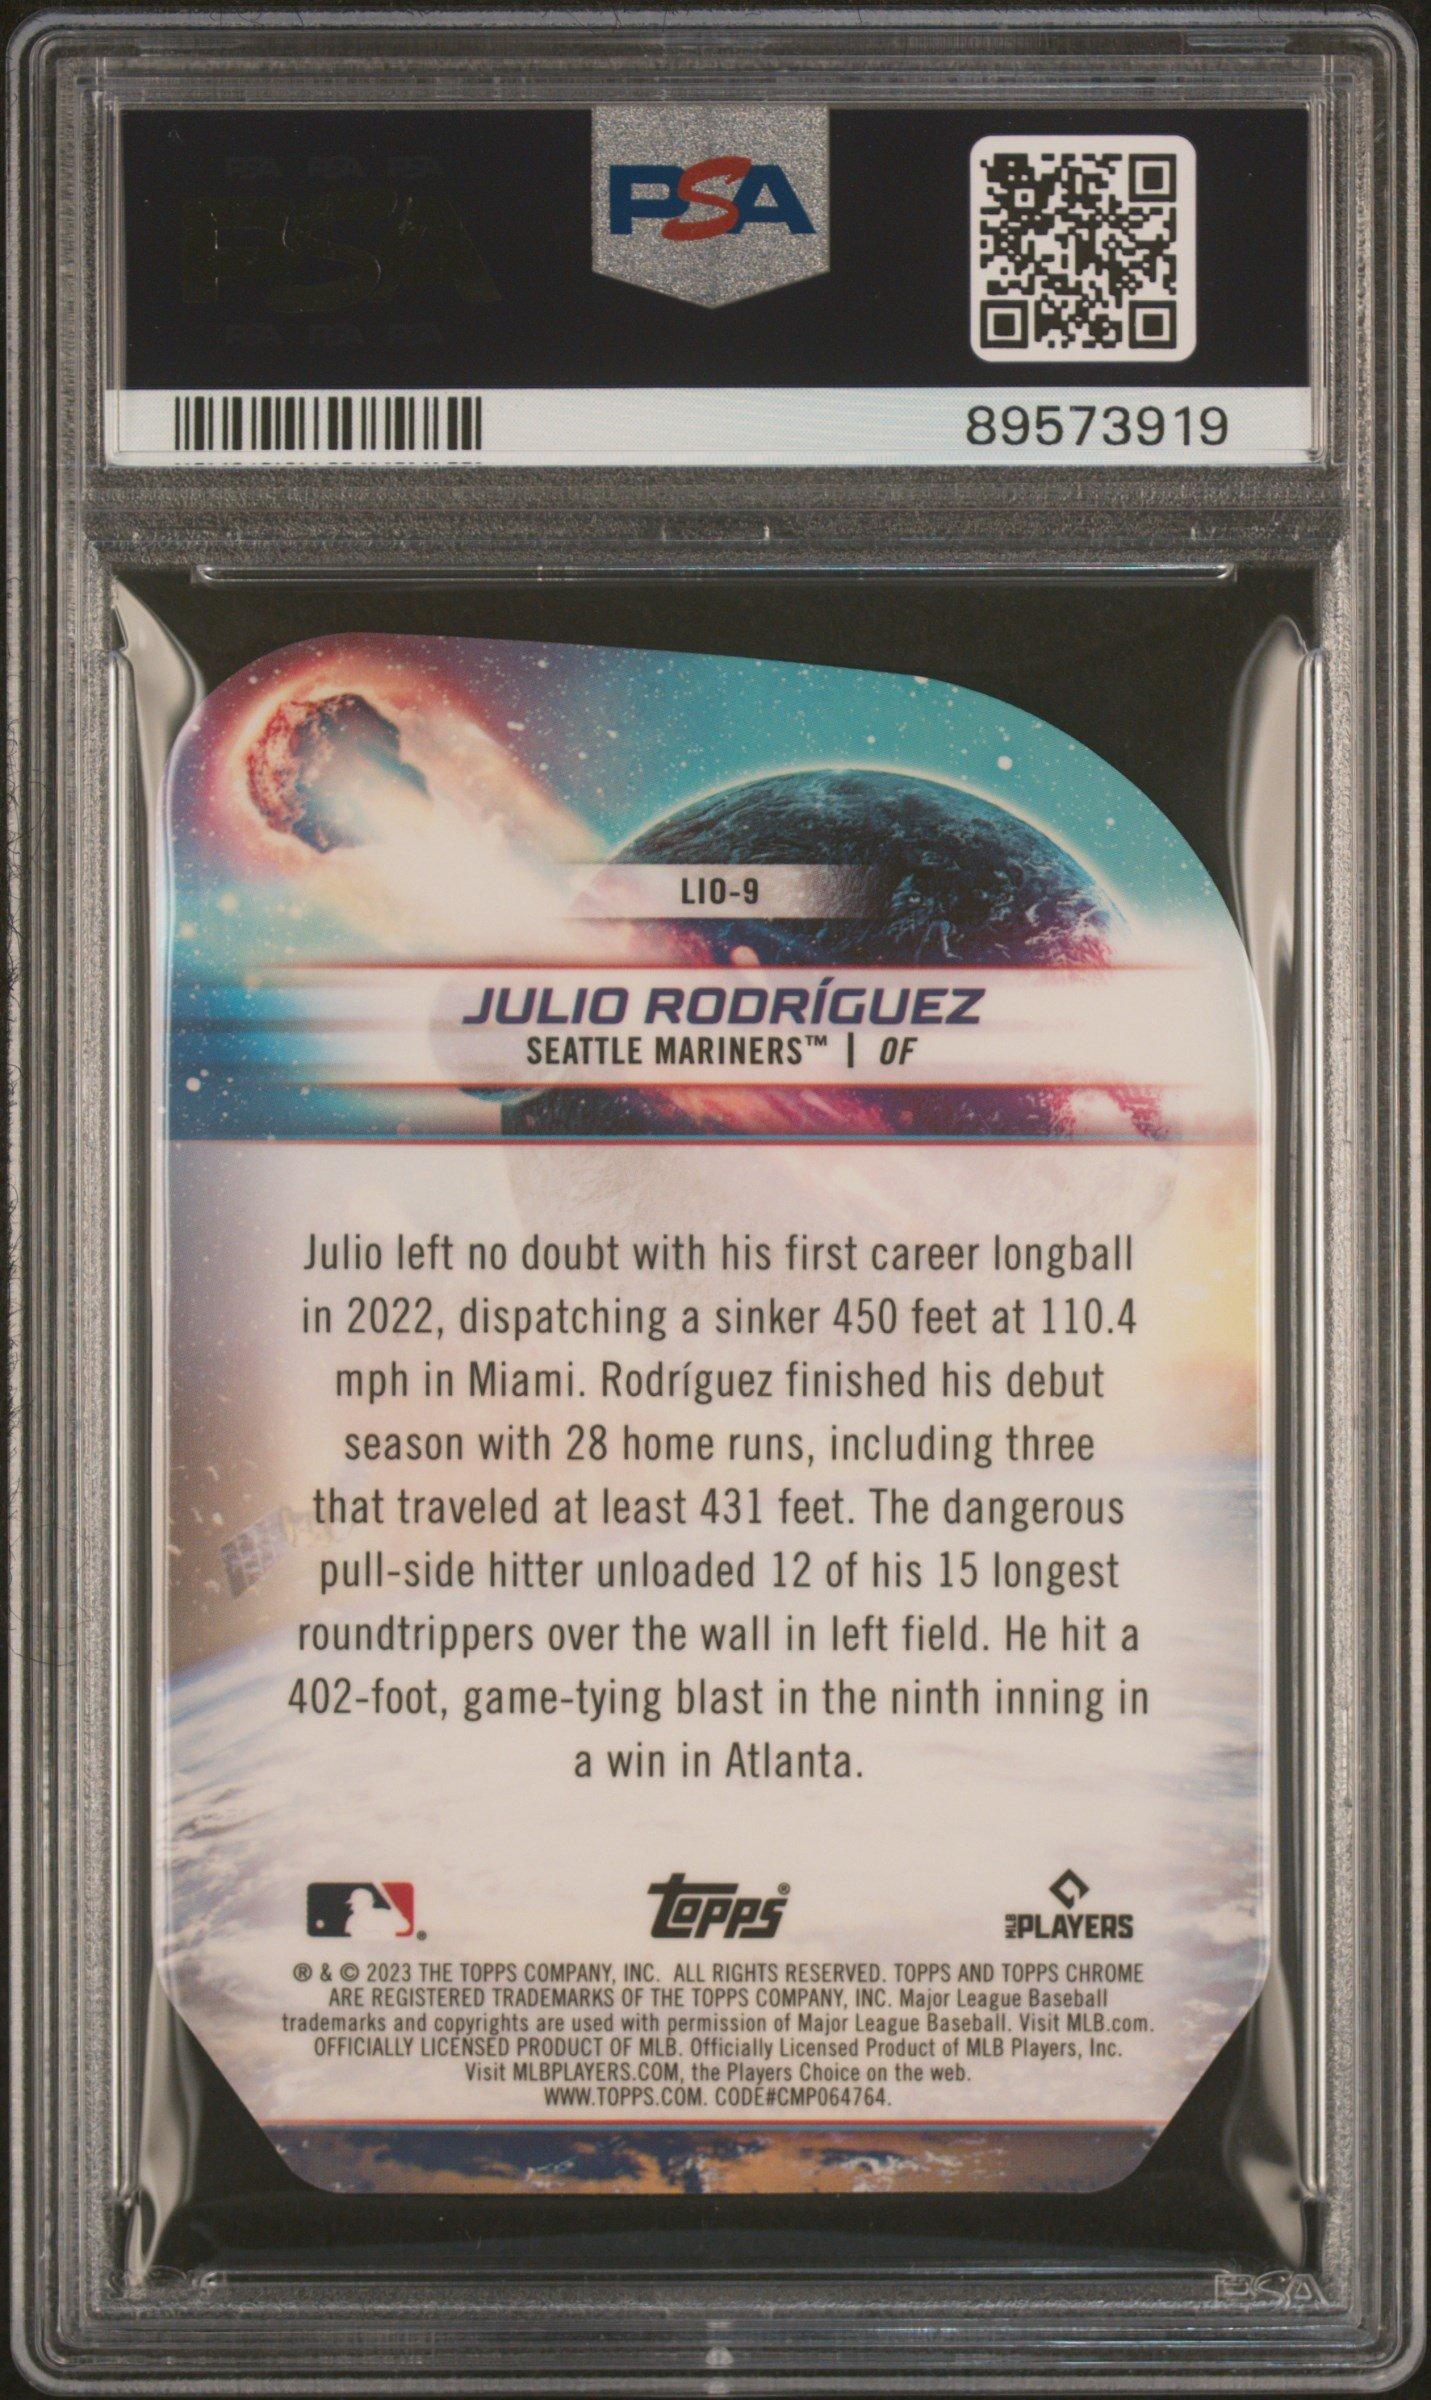 PSA
89573919
LIO-9
JULIO RODRÍGUEZ
SEATTLE MARINERS™ | OF
Julio left no doubt with his first career longball
in 2022, dispatching a sinker 450 feet at 110.4
mph in Miami. Rodríguez finished his debut
season with 28 home runs, including three
that traveled at least 431 feet. The dangerous
pull-side hitter unloaded 12 of his 15 longest
roundtrippers over the wall in left field. He hit a
402-foot, game-tying blast in the ninth inning in
a win in Atlanta.
topps®
MLB PLAYERS
® & © 2023 THE TOPPS COMPANY, INC. ALL RIGHTS RESERVED. TOPPS AND TOPPS CHROME
ARE REGISTERED TRADEMARKS OF THE TOPPS COMPANY, INC. Major League Baseball
trademarks and copyrights are used with permission of Major League Baseball. Visit MLB.com.
OFFICIALLY LICENSED PRODUCT OF MLB. Officially Licensed Product of MLB Players, Inc.
Visit MLBPLAYERS.COM, the Players Choice on the web.
WWW.TOPPS.COM. CODE#CMP064764.
PSA